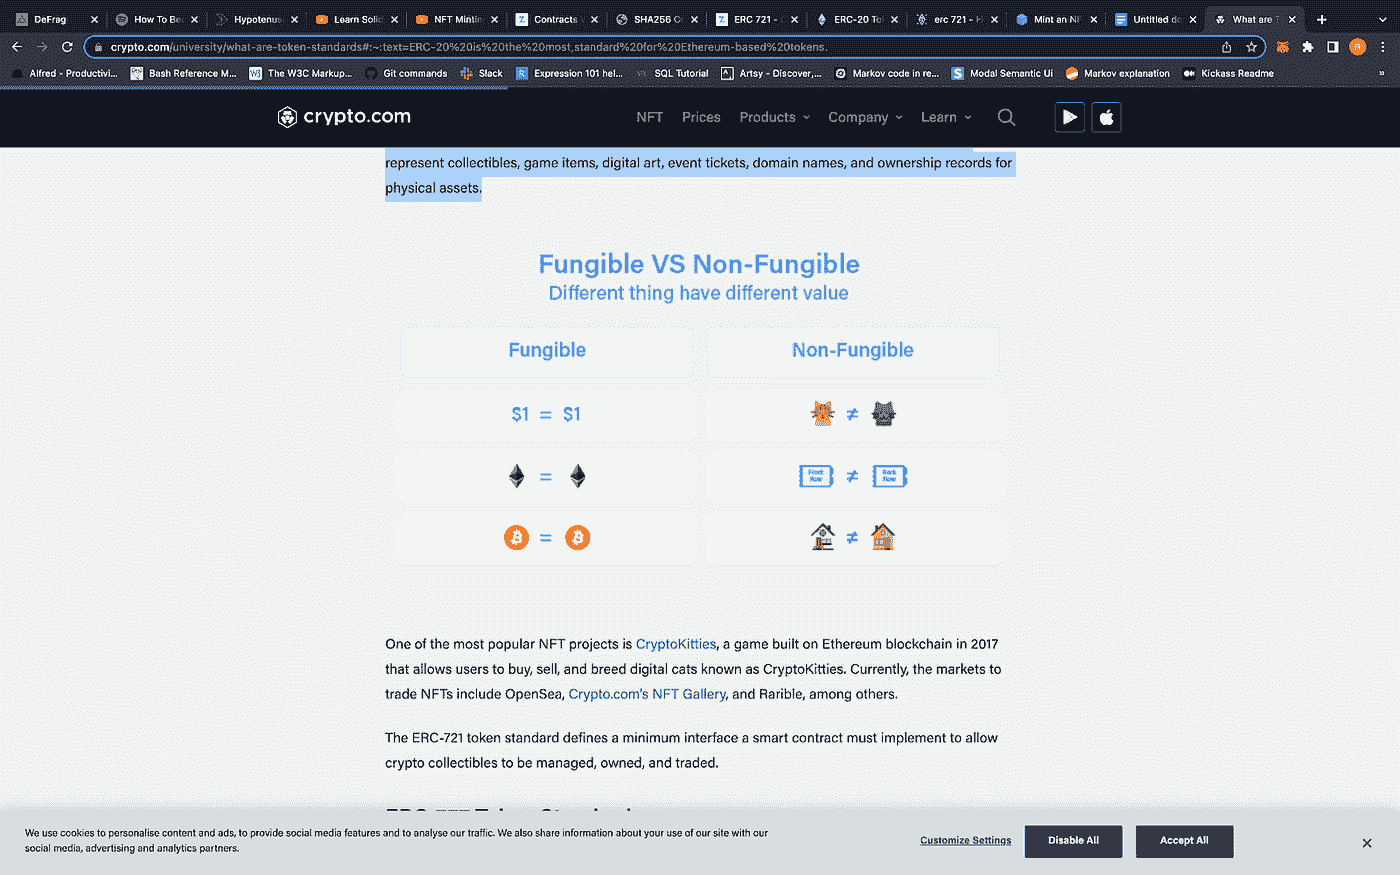 DeFrag
How To Be
Hypotenus
Learn Solid
NFT Mintin
Contracts
SHA256 O
ERC 721 -
ERC-20 To
erc 721 - H
Mint an NF
Untitled do
What are T
crypto.com/university/what-are-token-standards#:~:text=ERC-20%20is%20the%20most,standard%20for%20Ethereum-based%20tokens.
R
Alfred - Productivi...
Bash Reference M...
W3
The W3C Markup...
Git commands
Slack
R
Expression 101 hel...
SQL Tutorial
Artsy - Discover,...
Markov code in re...
S
Modal Semantic UI
Markov explanation
Kickass Readme
»
crypto.com
NFT
Prices
Products
Company
Learn
represent collectibles, game items, digital art, event tickets, domain names, and ownership records for
physical assets.
Fungible VS Non-Fungible
Different thing have different value
Fungible
Non-Fungible
$1 = $1
≠
=
Front Row ≠ Back Row
=
≠
One of the most popular NFT projects is CryptoKitties, a game built on Ethereum blockchain in 2017
that allows users to buy, sell, and breed digital cats known as CryptoKitties. Currently, the markets to
trade NFTs include OpenSea, Crypto.com's NFT Gallery, and Rarible, among others.
The ERC-721 token standard defines a minimum interface a smart contract must implement to allow
crypto collectibles to be managed, owned, and traded.
We use cookies to personalise content and ads, to provide social media features and to analyse our traffic. We also share information about your use of our site with our
social media, advertising and analytics partners.
Customize Settings
Disable All
Accept All